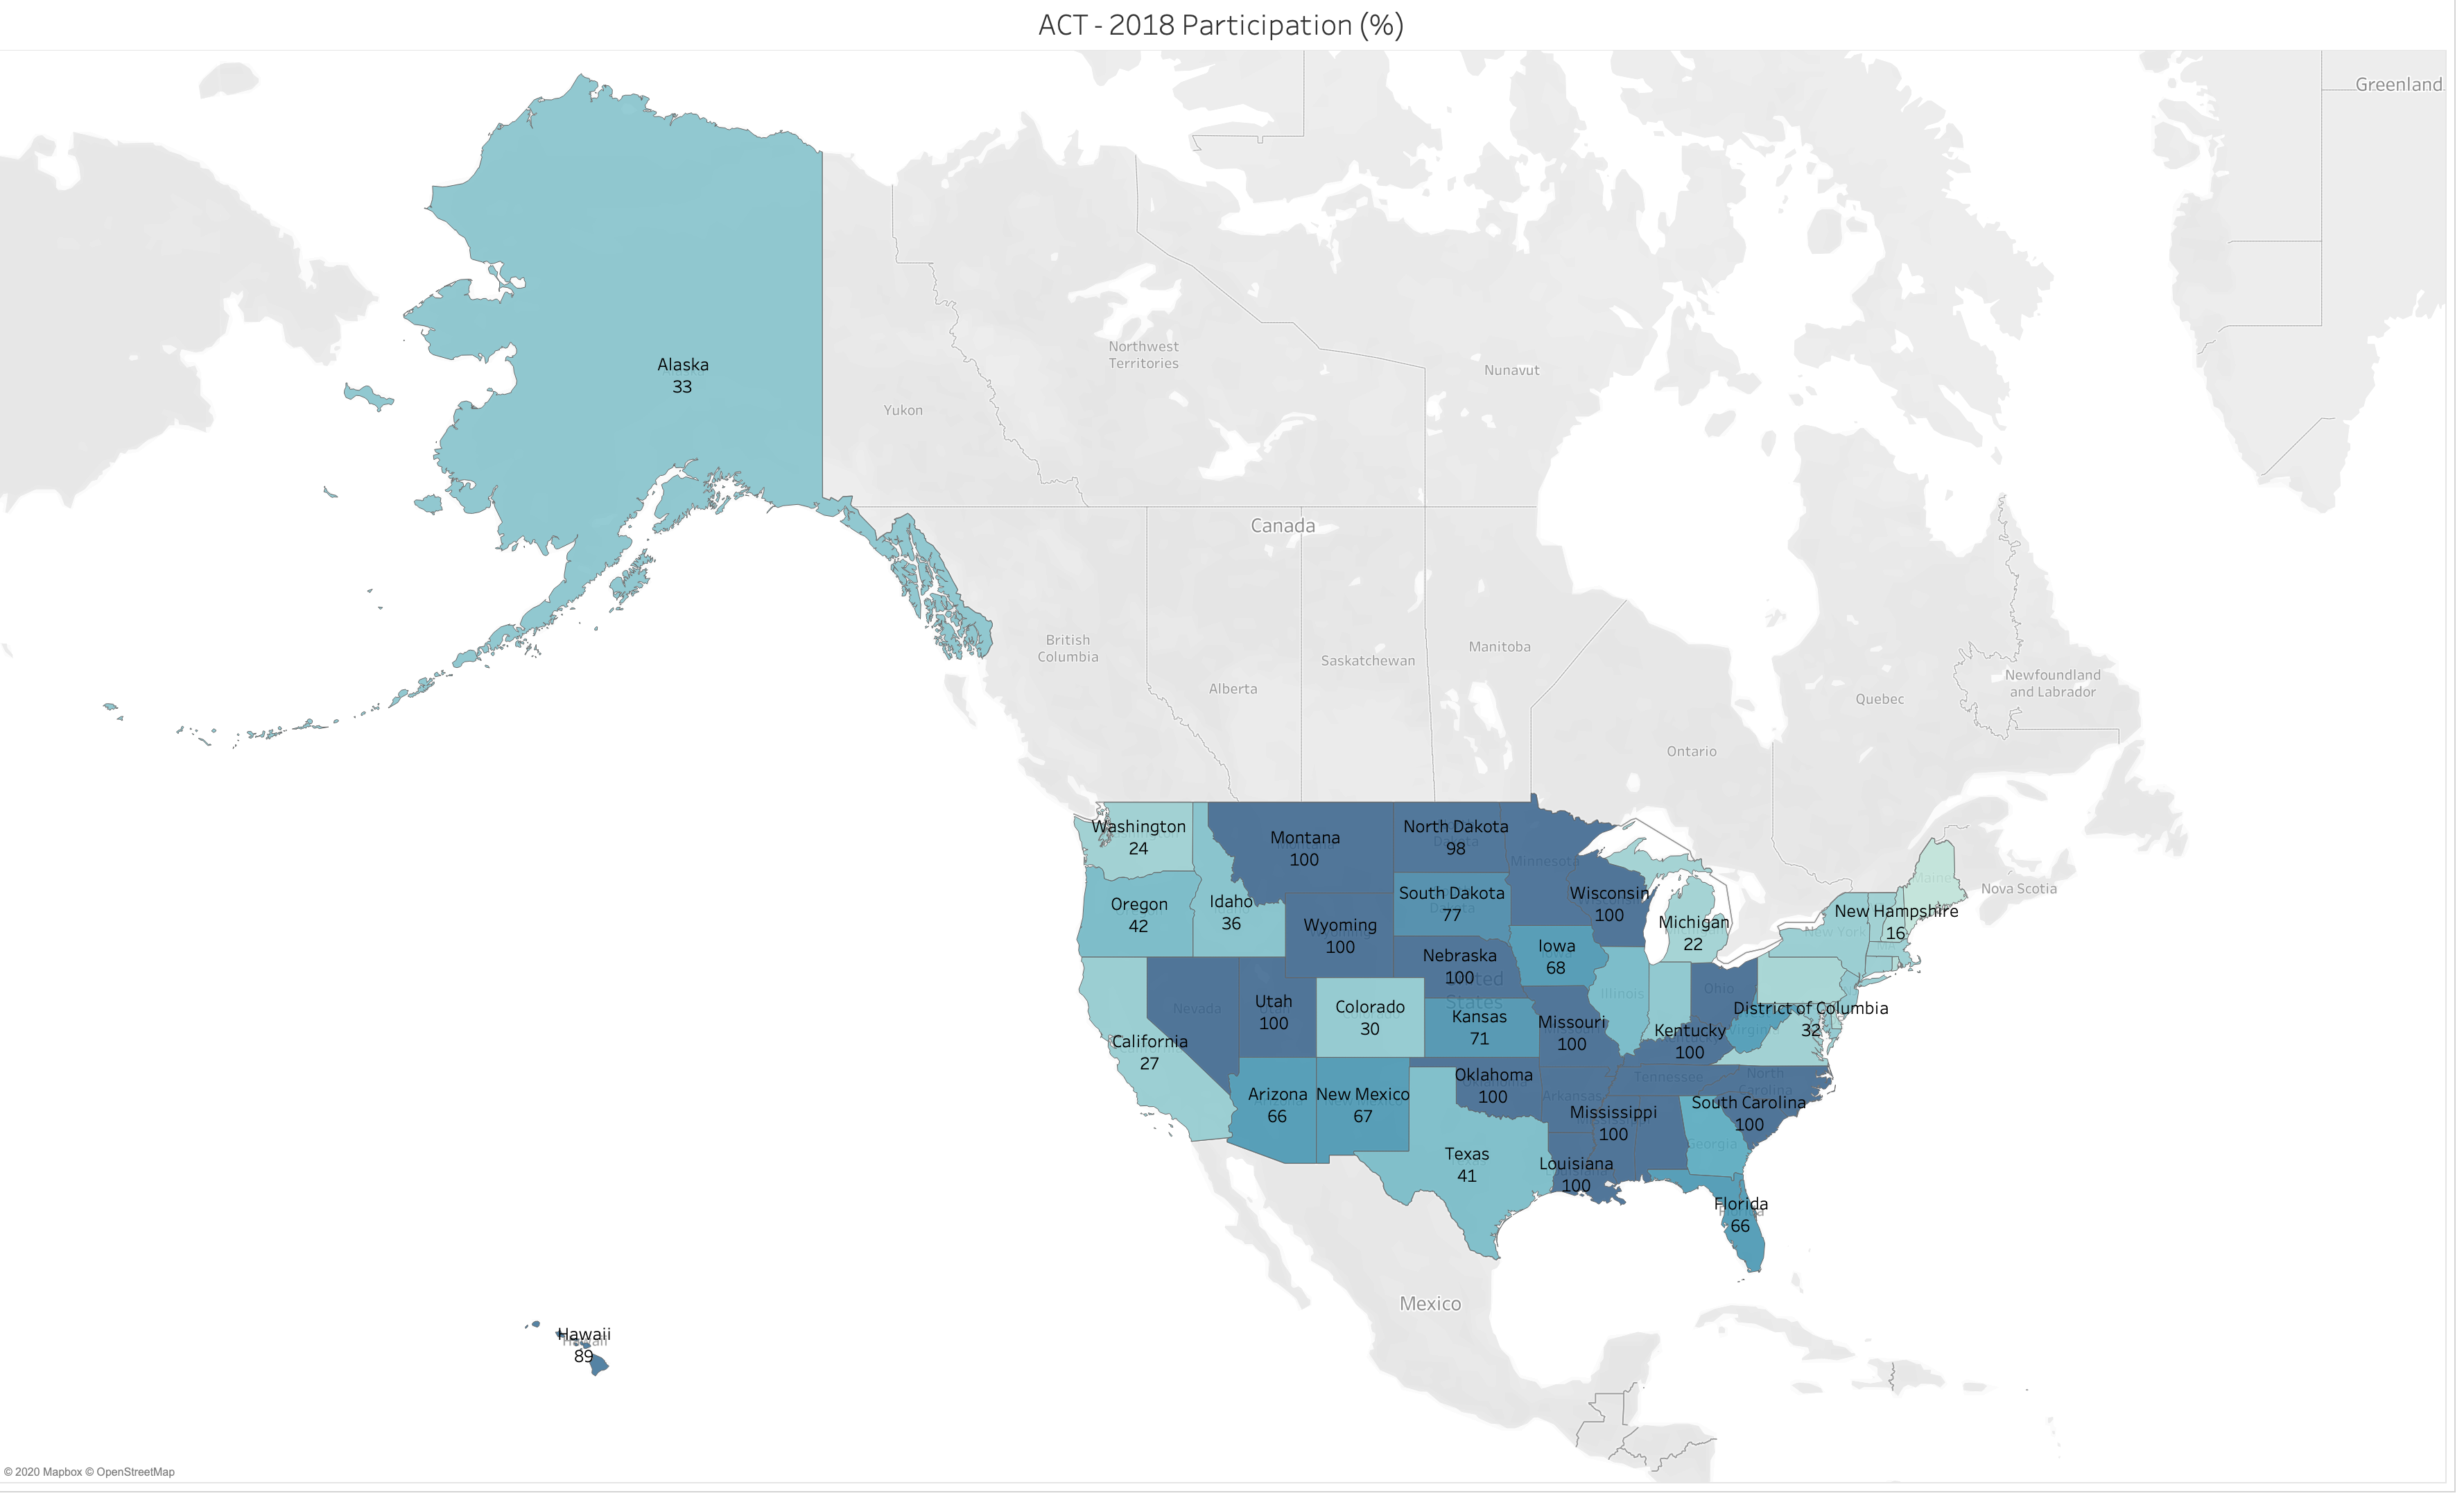 ACT - 2018 Participation (%)
Greenland
Alaska
33
Northwest
Territories
Nunavut
Yukon
Canada
British
Columbia
Saskatchewan
Manitoba
Alberta
Newfoundland
and Labrador
Quebec
Ontario
Nova Scotia
Washington
24
Montana
100
North Dakota
98
Minnesota
Maine
Oregon
42
Idaho
36
South Dakota
77
Wisconsin
100
Michigan
22
New Hampshire
16
New York
Wyoming
100
Nebraska
100
Iowa
68
United
States
Nevada
Utah
100
Colorado
30
Kansas
71
Illinois
Ohio
Missouri
100
Kentucky
100
District of Columbia
32
California
27
Arizona
66
New Mexico
67
Oklahoma
100
Arkansas
Tennessee
North
Carolina
South Carolina
100
Mississippi
100
Georgia
Texas
41
Louisiana
100
Florida
66
Mexico
Hawaii
89
© 2020 Mapbox © OpenStreetMap